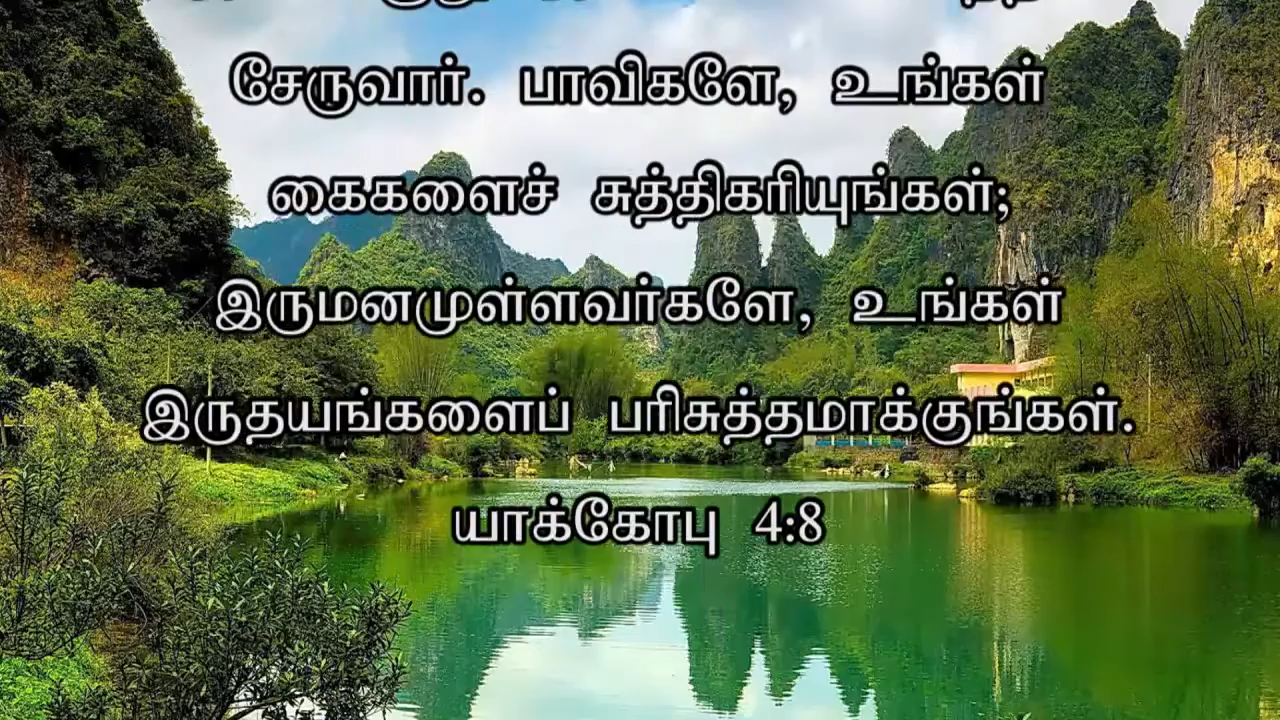 சேருவார். பாவிகளே, உங்கள்
கைகளைச் சுத்திகரியுங்கள்;
இருமனமுள்ளவர்களே, உங்கள்
இருதயங்களைப் பரிசுத்தமாக்குங்கள்.
யாக்கோபு 4:8